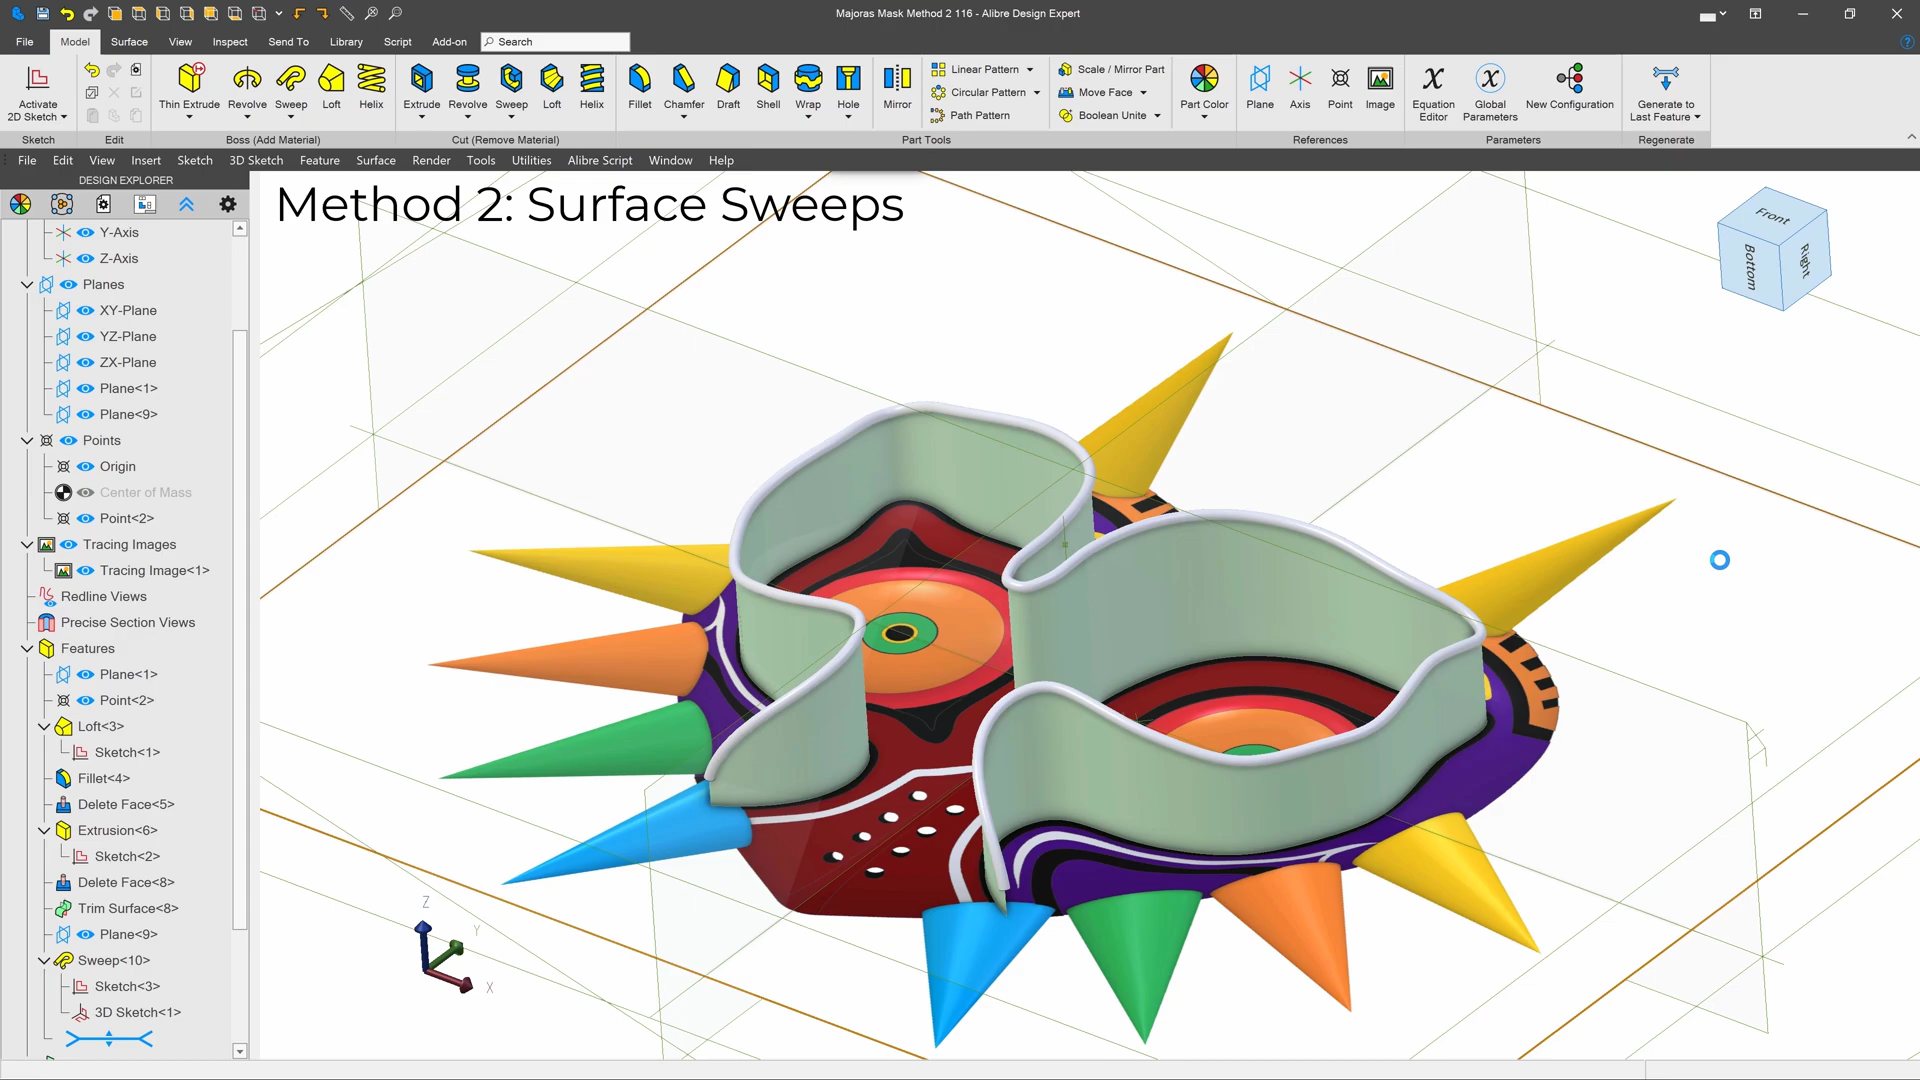 Majoras Mask Method 2 116 - Alibre Design Expert
File Model Surface View Inspect Send To Library Script Add-on Search
Activate 2D Sketch
Sketch
Edit
Thin Extrude Revolve Sweep Loft Helix
Boss (Add Material)
Extrude Revolve Sweep Loft Helix
Cut (Remove Material)
Fillet Chamfer Draft Shell Wrap Hole Mirror
Linear Pattern
Circular Pattern
Path Pattern
Scale / Mirror Part
Move Face
Boolean Unite
Part Color
Part Tools
Plane Axis Point Image
References
Equation Editor
Global Parameters
New Configuration
Parameters
Generate to Last Feature
Regenerate
File Edit View Insert Sketch 3D Sketch Feature Surface Render Tools Utilities Alibre Script Window Help
DESIGN EXPLORER
Method 2: Surface Sweeps
Y-Axis
Z-Axis
Planes
XY-Plane
YZ-Plane
ZX-Plane
Plane<1>
Plane<9>
Points
Origin
Center of Mass
Point<2>
Tracing Images
Tracing Image<1>
Redline Views
Precise Section Views
Features
Plane<1>
Point<2>
Loft<3>
Sketch<1>
Fillet<4>
Delete Face<5>
Extrusion<6>
Sketch<2>
Delete Face<8>
Trim Surface<8>
Plane<9>
Sweep<10>
Sketch<3>
3D Sketch<1>
Front
Bottom
Right
Z
Y
X